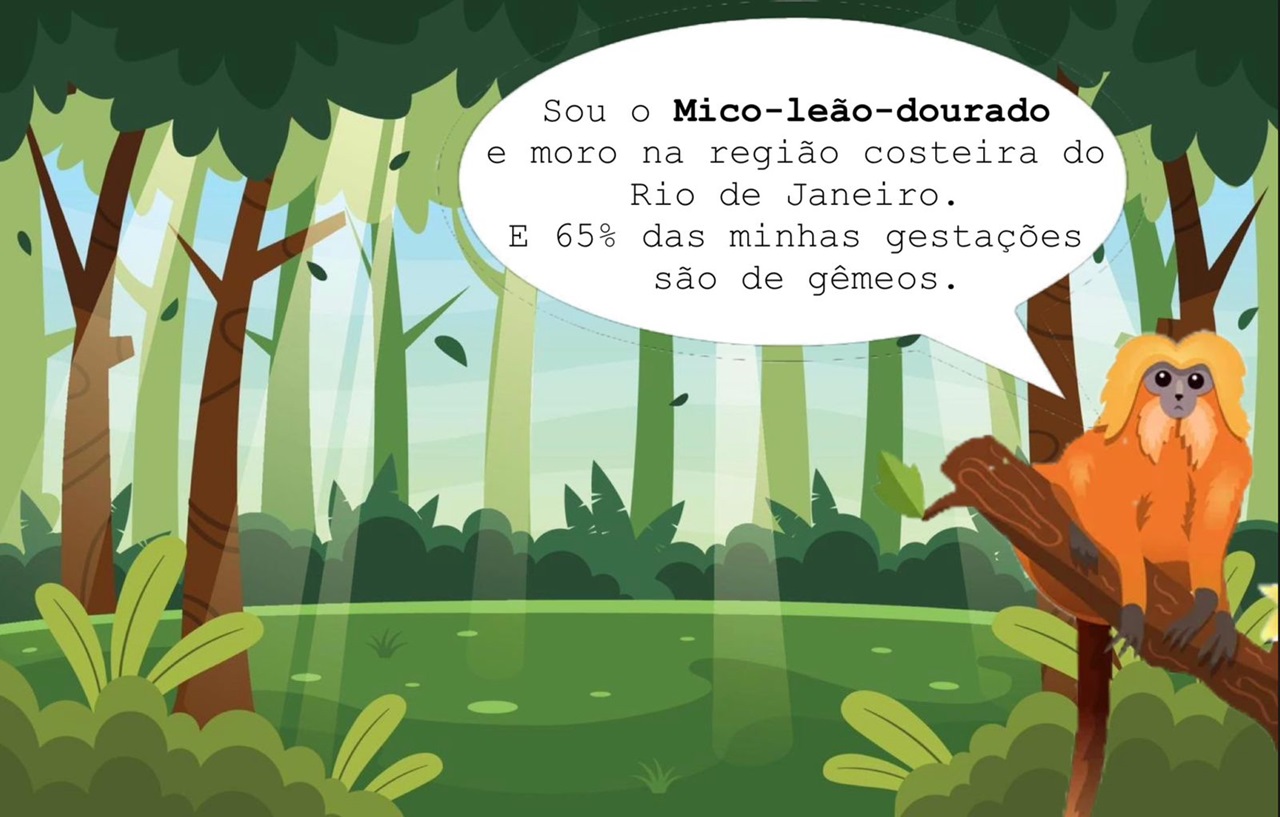 Sou o Mico-leão-dourado
e moro na região costeira do
Rio de Janeiro.
E 65% das minhas gestações
são de gêmeos.